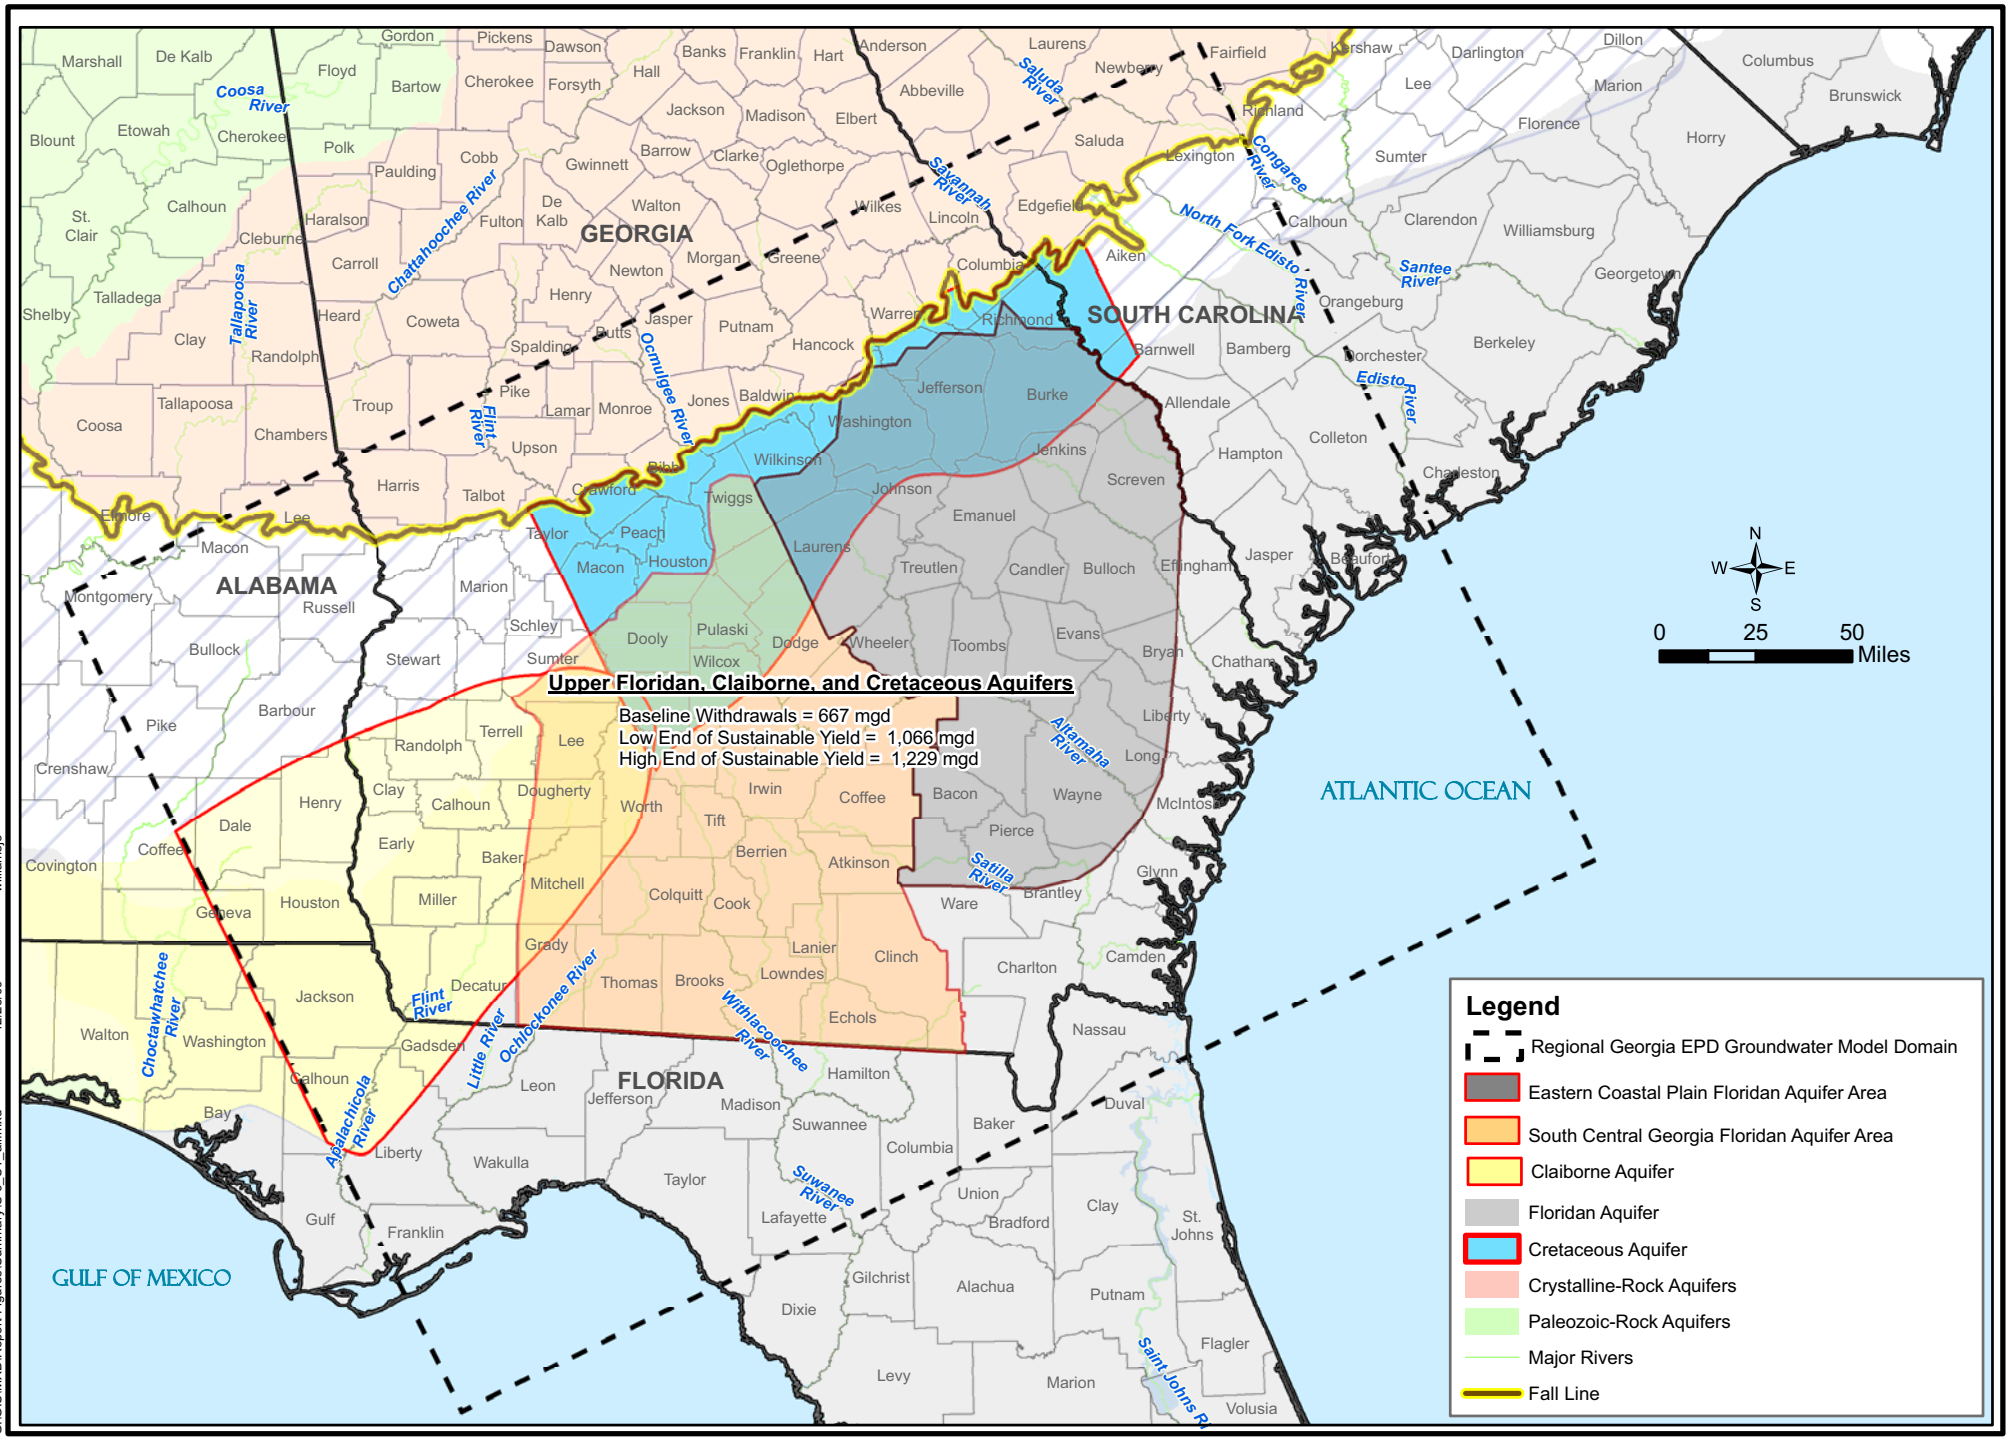 Gordon
Pickens
Dawson
Banks
Franklin
Hart
Anderson
Laurens
Fairfield
Kershaw
Darlington
Dillon
Marshall
De Kalb
Floyd
Bartow
Cherokee
Forsyth
Hall
Abbeville
Saluda
River
Newberry
Lee
Marion
Columbus
Brunswick
Coosa
River
Jackson
Madison
Elbert
Richland
Florence
Horry
Blount
Etowah
Cherokee
Polk
Paulding
Cobb
Gwinnett
Barrow
Clarke
Oglethorpe
Saluda
Lexington
Congaree
River
Sumter
St.
Clair
Calhoun
Haralson
Chattahoochee River
Fulton
De
Kalb
Walton
Wilkes
Savannah
River
Lincoln
Edgefield
North Fork Edisto
River
Calhoun
Clarendon
Williamsburg
Cleburne
GEORGIA
Carroll
Newton
Morgan
Greene
Columbia
Aiken
Santee
River
Georgetown
Talladega
Tallapoosa
River
Henry
Orangeburg
Shelby
Heard
Coweta
Butts
Jasper
Putnam
Warren
Richmond
SOUTH CAROLINA
Clay
Randolph
Spalding
Ocmulgee River
Hancock
Barnwell
Bamberg
Dorchester
Berkeley
Edisto
River
Tallapoosa
Troup
Pike
Flint
River
Lamar
Monroe
Jones
Baldwin
Jefferson
Burke
Allendale
Coosa
Chambers
Upson
Washington
Colleton
Harris
Talbot
Bibb
Wilkinson
Jenkins
Hampton
Charleston
Crawford
Twiggs
Johnson
Screven
Elmore
Lee
Emanuel
Taylor
Peach
Macon
Houston
Macon
Laurens
Treutlen
Candler
Bulloch
Effingham
Jasper
Beaufort
N
W
E
S
Montgomery
ALABAMA
Russell
Marion
Schley
Dooly
Pulaski
Dodge
Wheeler
Toombs
Evans
Bryan
Chatham
0 25 50
Miles
Bullock
Stewart
Sumter
Wilcox
Upper Floridan, Claiborne, and Cretaceous Aquifers
Baseline Withdrawals = 667 mgd
Low End of Sustainable Yield = 1,066 mgd
High End of Sustainable Yield = 1,229 mgd
Pike
Barbour
Randolph
Terrell
Lee
Altamaha
River
Liberty
Long
Crenshaw
Henry
Clay
Calhoun
Dougherty
Worth
Irwin
Coffee
Bacon
Wayne
McIntosh
ATLANTIC OCEAN
Dale
Coffee
Early
Baker
Tift
Berrien
Atkinson
Pierce
Satilla
River
Covington
Geneva
Houston
Miller
Mitchell
Colquitt
Cook
Ware
Brantley
Glynn
Choctawhatchee
River
Grady
Lanier
Clinch
Charlton
Camden
Jackson
Flint
River
Decatur
Ochlockonee River
Thomas
Brooks
Lowndes
Withlacoochee
River
Echols
Walton
Washington
Gadsden
Little River
Nassau
Calhoun
Leon
FLORIDA
Jefferson
Hamilton
Bay
Apalachicola
River
Madison
Suwannee
Baker
Duval
Liberty
Wakulla
Columbia
Taylor
Suwanee
River
Union
Clay
St.
Johns
Gulf
Franklin
Lafayette
Bradford
GULF OF MEXICO
Gilchrist
Alachua
Putnam
Dixie
Flagler
Saint Johns Ri
Levy
Marion
Volusia
Legend
Regional Georgia EPD Groundwater Model Domain
Eastern Coastal Plain Floridan Aquifer Area
South Central Georgia Floridan Aquifer Area
Claiborne Aquifer
Floridan Aquifer
Cretaceous Aquifer
Crystalline-Rock Aquifers
Paleozoic-Rock Aquifers
Major Rivers
Fall Line